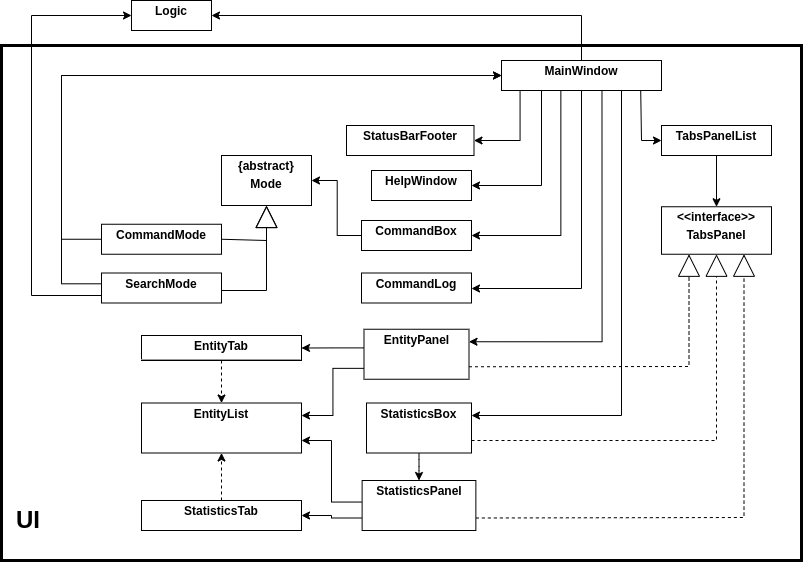 Logic
MainWindow
StatusBarFooter
TabsPanelList
{abstract}
Mode
HelpWindow
<<interface>>
TabsPanel
CommandMode
CommandBox
SearchMode
CommandLog
EntityTab
EntityPanel
EntityList
StatisticsBox
StatisticsPanel
StatisticsTab
UI